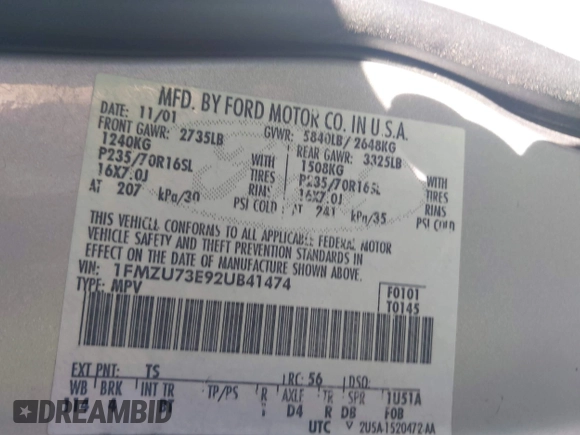 MFD. BY FORD MOTOR CO. IN U.S.A.
DATE: 11/01 GVWR: 5840LB/ 2648KG
FRONT GAWR: 2735LB REAR GAWR: 3325LB
1240KG WITH 1508KG WITH
P235/70R16SL TIRES P235/70R16SL TIRES
16X7.0J RIMS 16X7.0J RIMS
AT 207 kPa/30 PSI COLD AT 241 kPa/35 PSI COLD
THIS VEHICLE CONFORMS TO ALL APPLICABLE FEDERAL MOTOR
VEHICLE SAFETY AND THEFT PREVENTION STANDARDS IN
EFFECT ON THE DATE OF MANUFACTURE SHOWN ABOVE.
VIN: 1FMZU73E92UB41474
TYPE: MPV
F0101
T0145
EXT PNT: TS RC: 56 DSO:
WB BRK INT TR TP/PS R AXLE TR SPR 1U51A
D4 D8 F0B
UTC V 2U5A-1520472-AA
DREAMERBID.COM